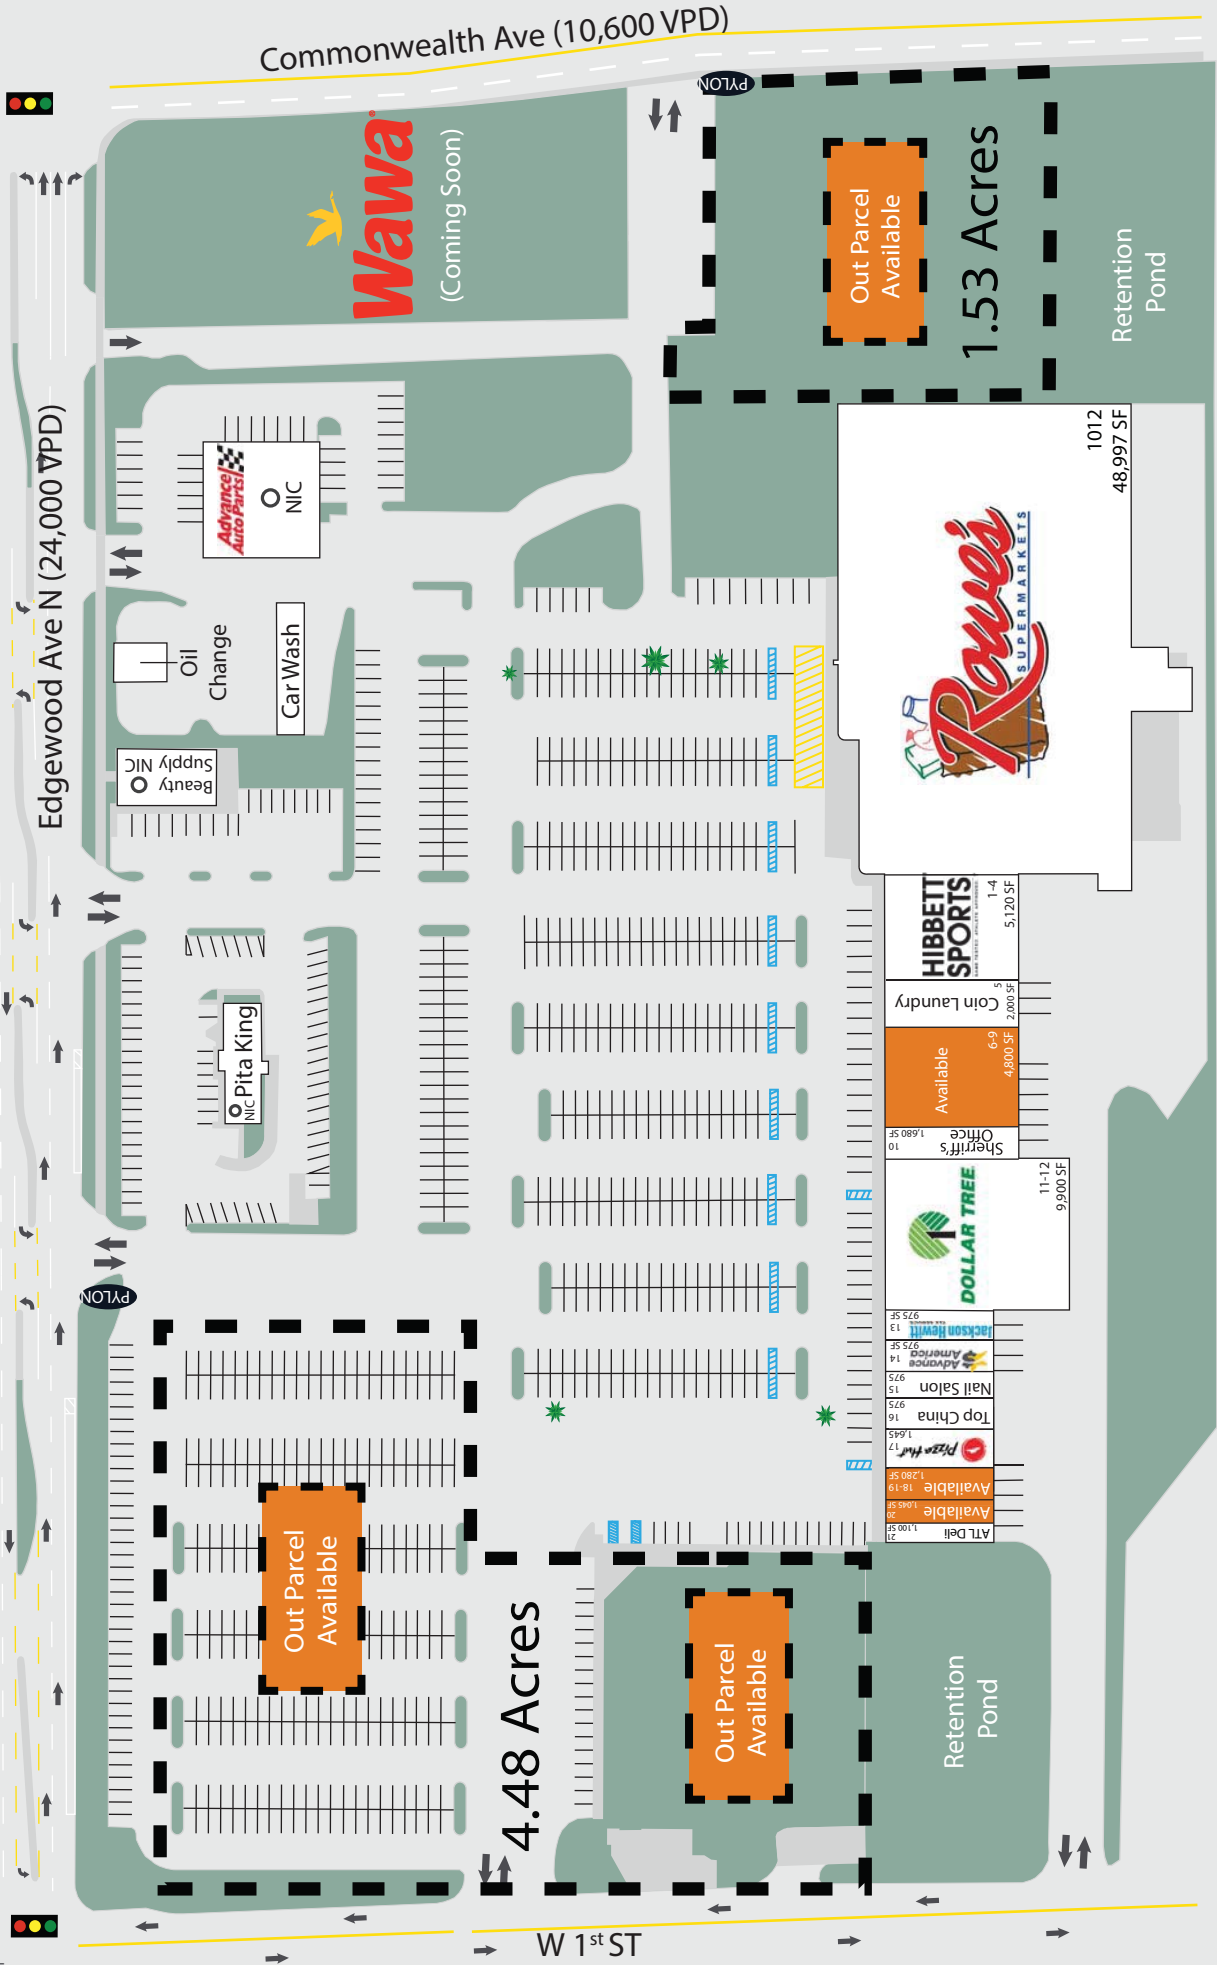 Commonwealth Ave (10,600 VPD)
PYLON
Wawa
(Coming Soon)
Out Parcel
Available
1.53 Acres
Retention
Pond
Edgewood Ave N (24,000 VPD)
Advance
Auto Parts
NIC
1012
48,997 SF
Rowe's
SUPERMARKETS
Oil
Change
Car Wash
Beauty
Supply NIC
HIBBETT
SPORTS
1-4
5,120 SF
Coin Laundry
5
2,000 SF
Available
6-9
4,800 SF
Sheriff's
Office
10
1,680 SF
Pita King
NIC
DOLLAR TREE
11-12
9,900 SF
PYLON
Jackson Hewitt
TAX SERVICE
13
975 SF
Advance
America
14
975 SF
Nail Salon
15
975
Top China
16
975
Pizza Hut
17
1,645
Available
18-19
1,280 SF
Available
20
1,045 SF
ATL Deli
21
1,100 SF
Out Parcel
Available
4.48 Acres
Out Parcel
Available
Retention
Pond
W 1st ST